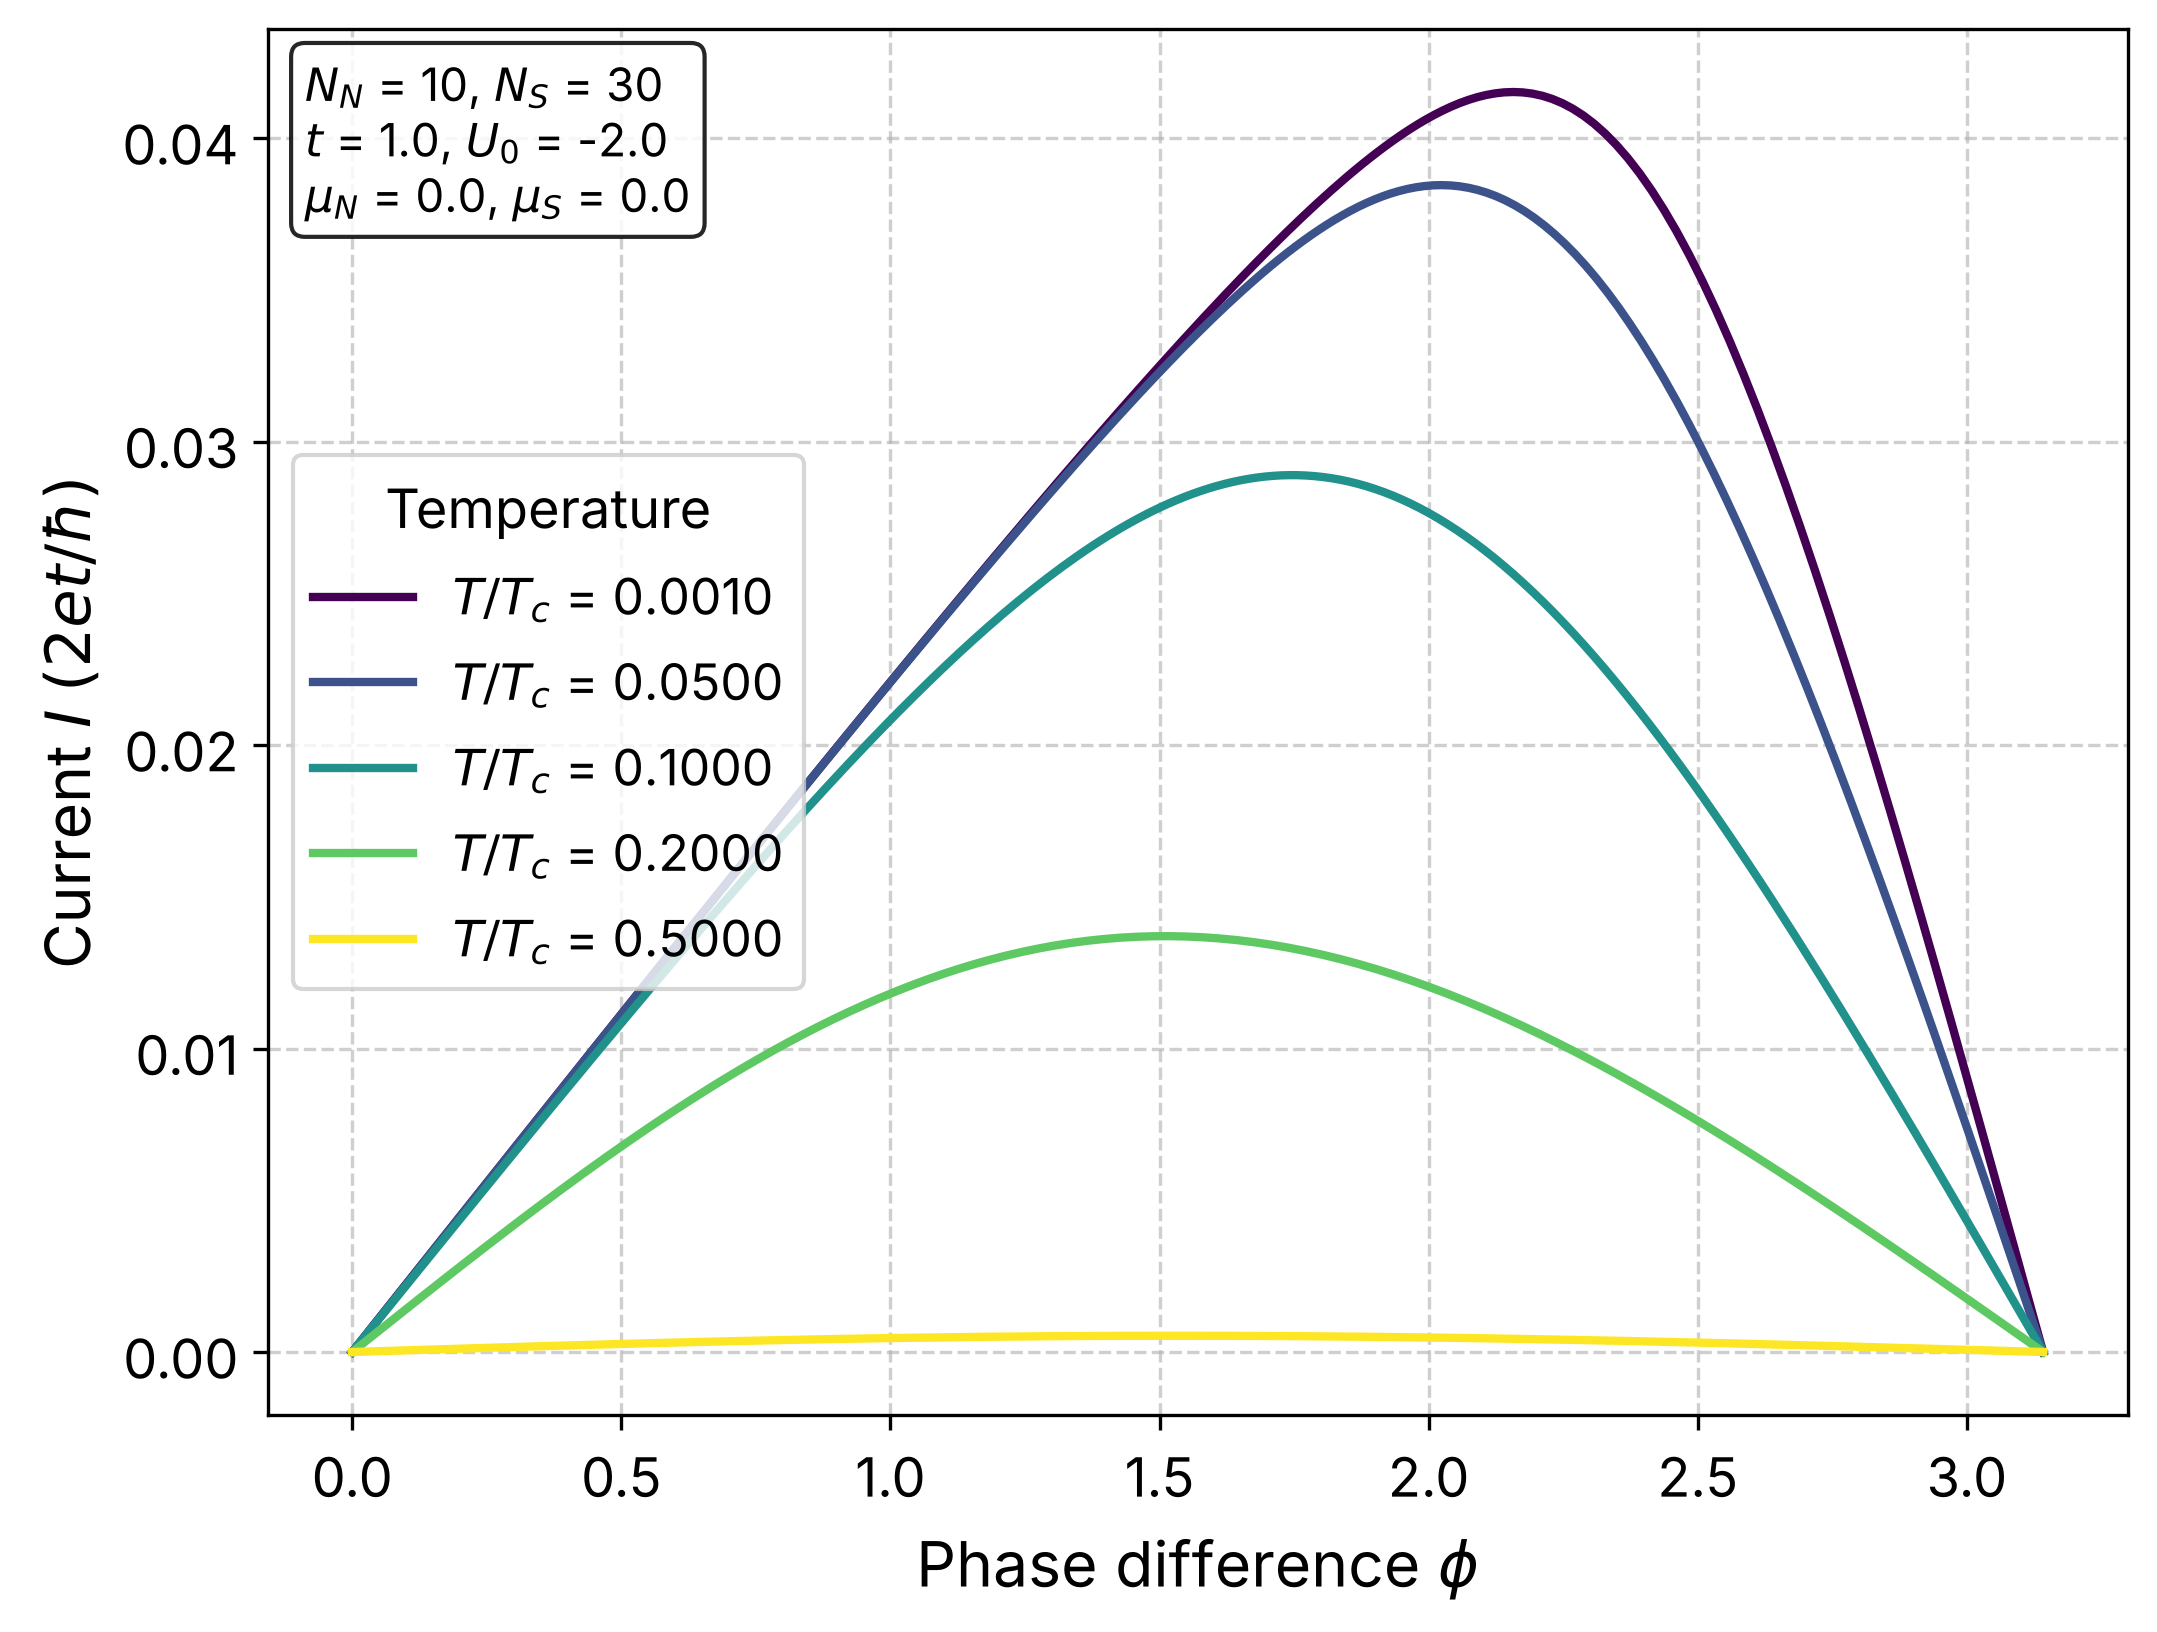 N_N = 10, N_S = 30
t = 1.0, U_0 = -2.0
μ_N = 0.0, μ_S = 0.0
0.04
0.03
0.02
0.01
0.00
Current I (2et/ħ)
Temperature
T/T_c = 0.0010
T/T_c = 0.0500
T/T_c = 0.1000
T/T_c = 0.2000
T/T_c = 0.5000
0.0 0.5 1.0 1.5 2.0 2.5 3.0
Phase difference ϕ